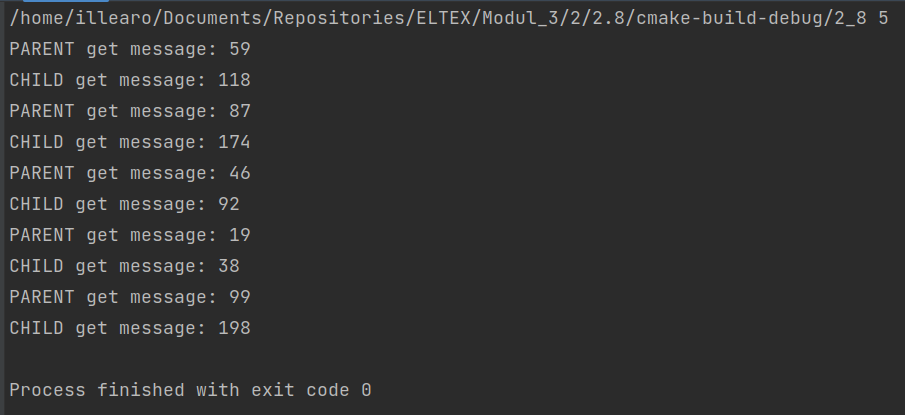 /home/illearo/Documents/Repositories/ELTEX/Modul_3/2/2.8/cmake-build-debug/2_8 5
PARENT get message: 59
CHILD get message: 118
PARENT get message: 87
CHILD get message: 174
PARENT get message: 46
CHILD get message: 92
PARENT get message: 19
CHILD get message: 38
PARENT get message: 99
CHILD get message: 198
Process finished with exit code 0